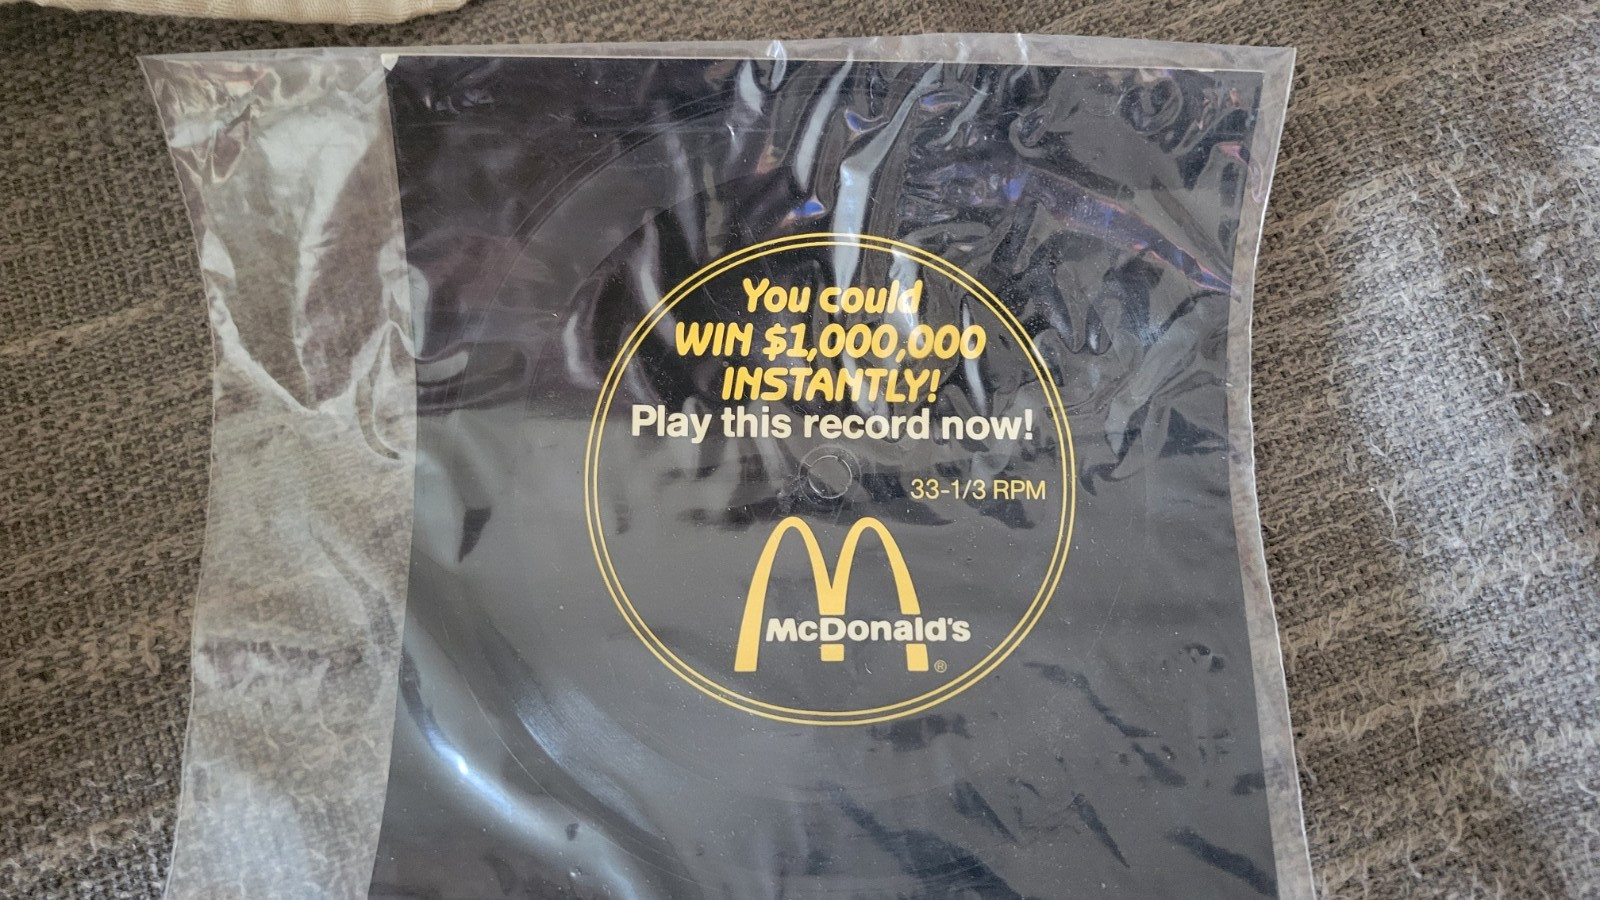 You could
WIN $1,000,000
INSTANTLY!
Play this record now!
33-1/3 RPM
McDonald's
®